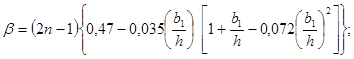 β = (2n − 1){0,47 − 0,035(b₁/h) [1 + b₁/h − 0,072(b₁/h)²]};